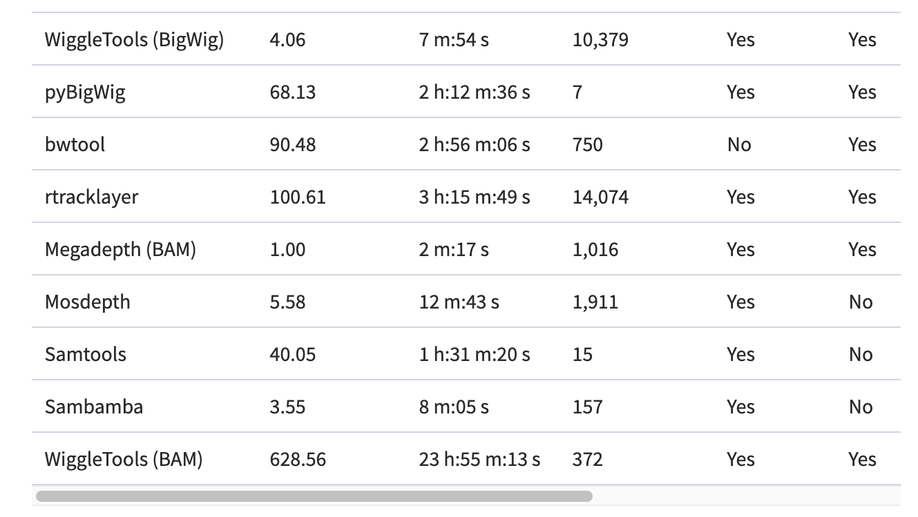 WiggleTools (BigWig) 4.06 7 m:54 s 10,379 Yes Yes
pyBigWig 68.13 2 h:12 m:36 s 7 Yes Yes
bwtool 90.48 2 h:56 m:06 s 750 No Yes
rtracklayer 100.61 3 h:15 m:49 s 14,074 Yes Yes
Megadepth (BAM) 1.00 2 m:17 s 1,016 Yes Yes
Mosdepth 5.58 12 m:43 s 1,911 Yes No
Samtools 40.05 1 h:31 m:20 s 15 Yes No
Sambamba 3.55 8 m:05 s 157 Yes No
WiggleTools (BAM) 628.56 23 h:55 m:13 s 372 Yes Yes